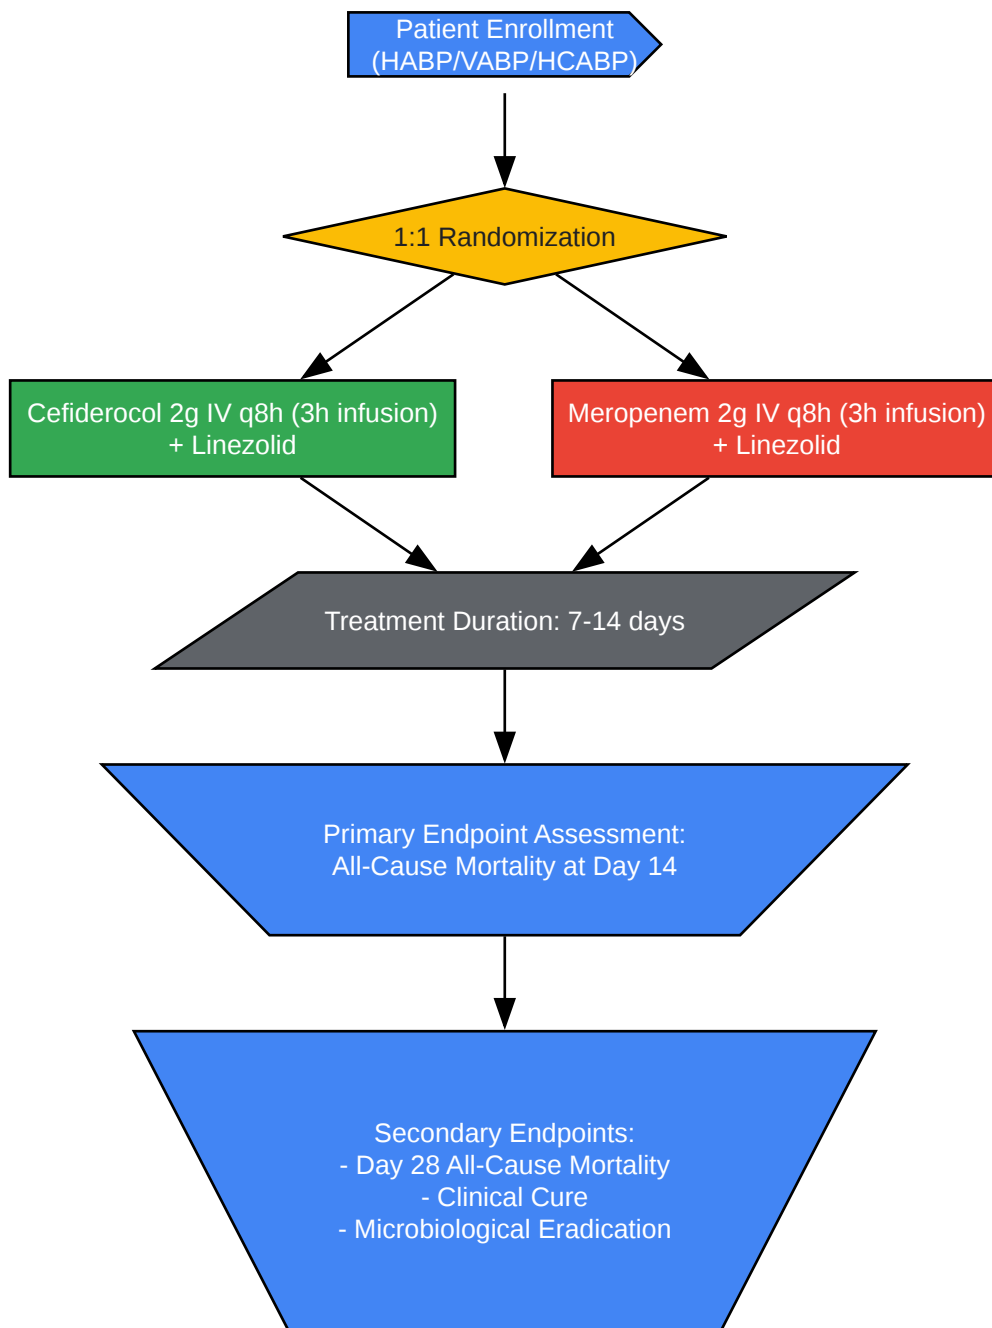 Patient Enrollment
(HABP/VABP/HCABP)
1:1 Randomization
Cefiderocol 2g IV q8h (3h infusion)
+ Linezolid
Meropenem 2g IV q8h (3h infusion)
+ Linezolid
Treatment Duration: 7-14 days
Primary Endpoint Assessment:
All-Cause Mortality at Day 14
Secondary Endpoints:
- Day 28 All-Cause Mortality
- Clinical Cure
- Microbiological Eradication